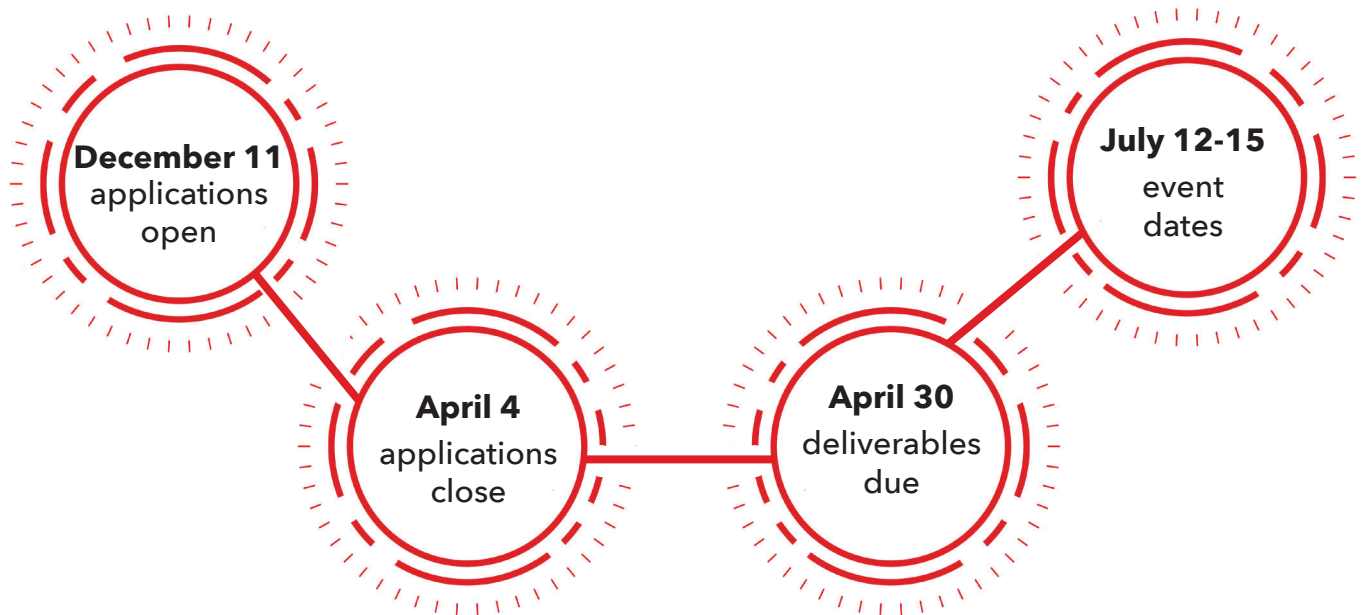 December 11
applications
open
April 4
applications
close
April 30
deliverables
due
July 12-15
event
dates